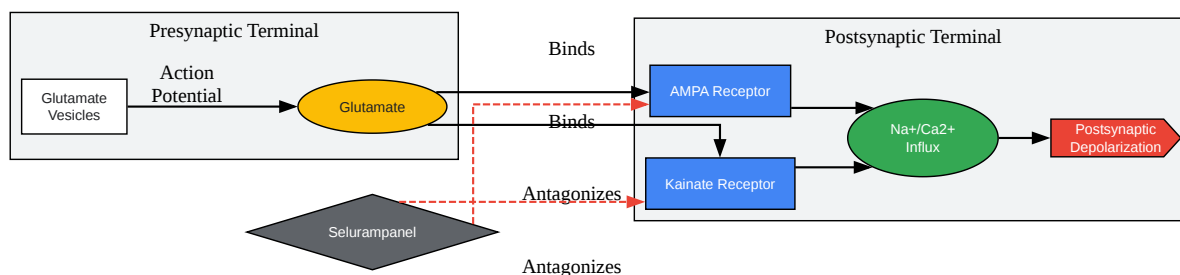 Presynaptic Terminal
Postsynaptic Terminal
Glutamate
Vesicles
Action
Potential
Glutamate
Binds
Binds
AMPA Receptor
Kainate Receptor
Na+/Ca2+
Influx
Postsynaptic
Depolarization
Selurampanel
Antagonizes
Antagonizes